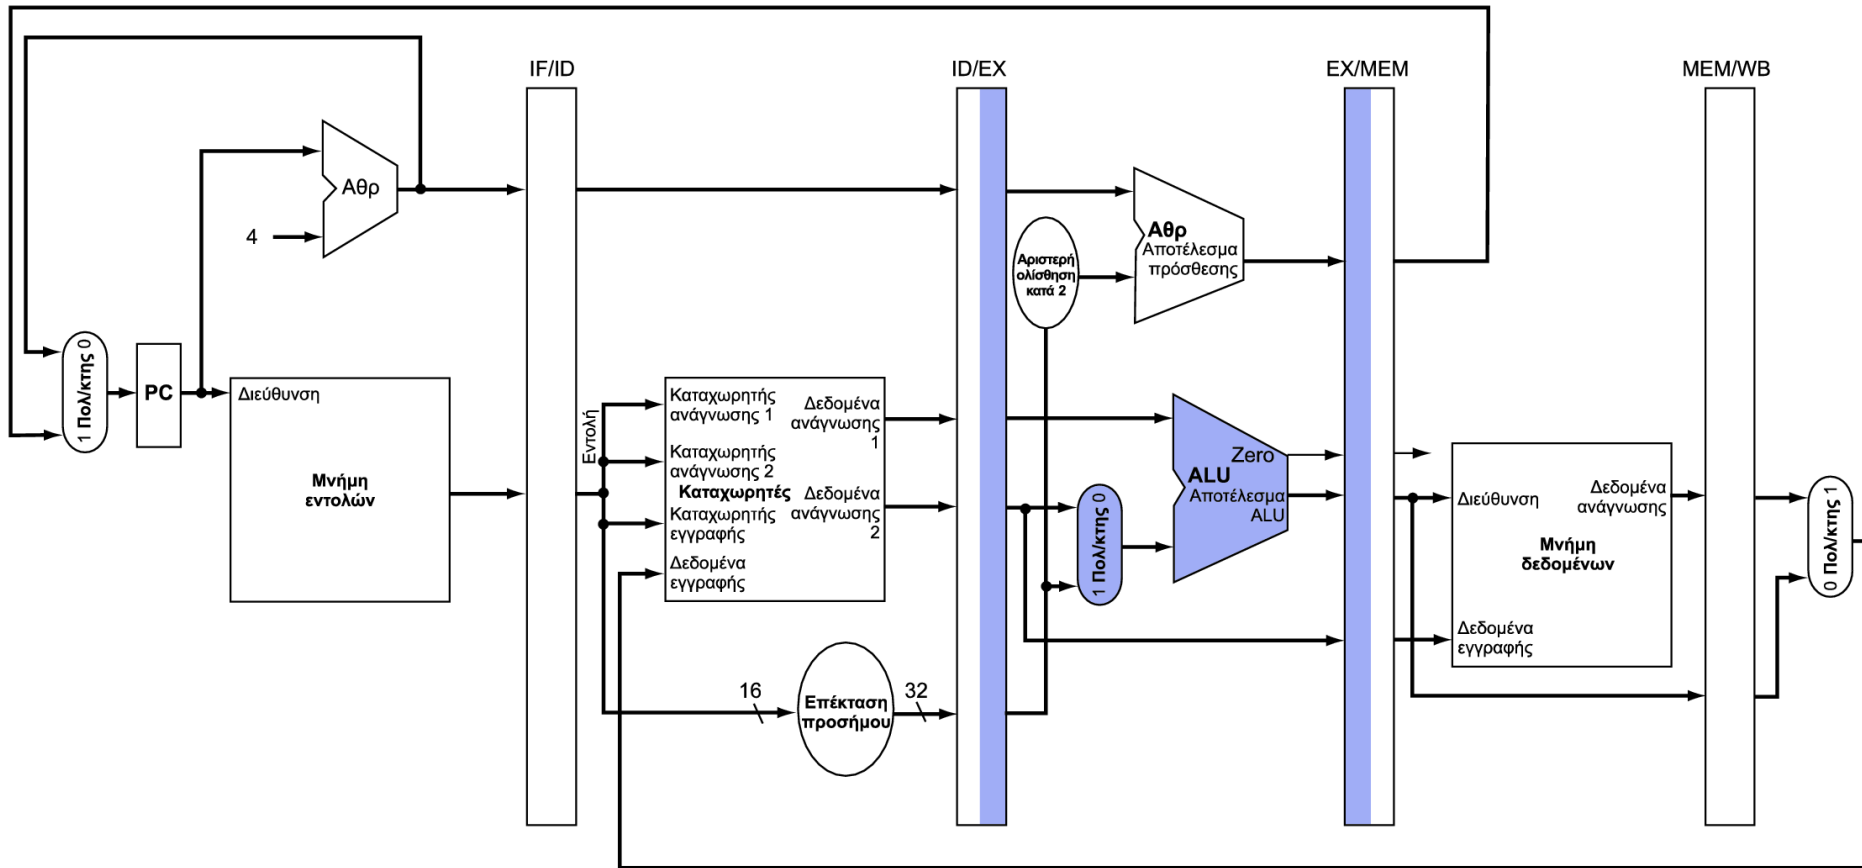 IF/ID
ID/EX
EX/MEM
MEM/WB
Αθρ
4
0
Πολ/κτης
1
PC
Διεύθυνση
Μνήμη
εντολών
Εντολή
Καταχωρητής
ανάγνωσης 1
Καταχωρητής
ανάγνωσης 2
Καταχωρητές
Καταχωρητής
εγγραφής
Δεδομένα
εγγραφής
Δεδομένα
ανάγνωσης
1
Δεδομένα
ανάγνωσης
2
16
Επέκταση
προσήμου
32
Αριστερή
ολίσθηση
κατά 2
Αθρ
Αποτέλεσμα
πρόσθεσης
0
Πολ/κτης
1
Zero
ALU
Αποτέλεσμα
ALU
Διεύθυνση
Δεδομένα
ανάγνωσης
Μνήμη
δεδομένων
Δεδομένα
εγγραφής
1
Πολ/κτης
0